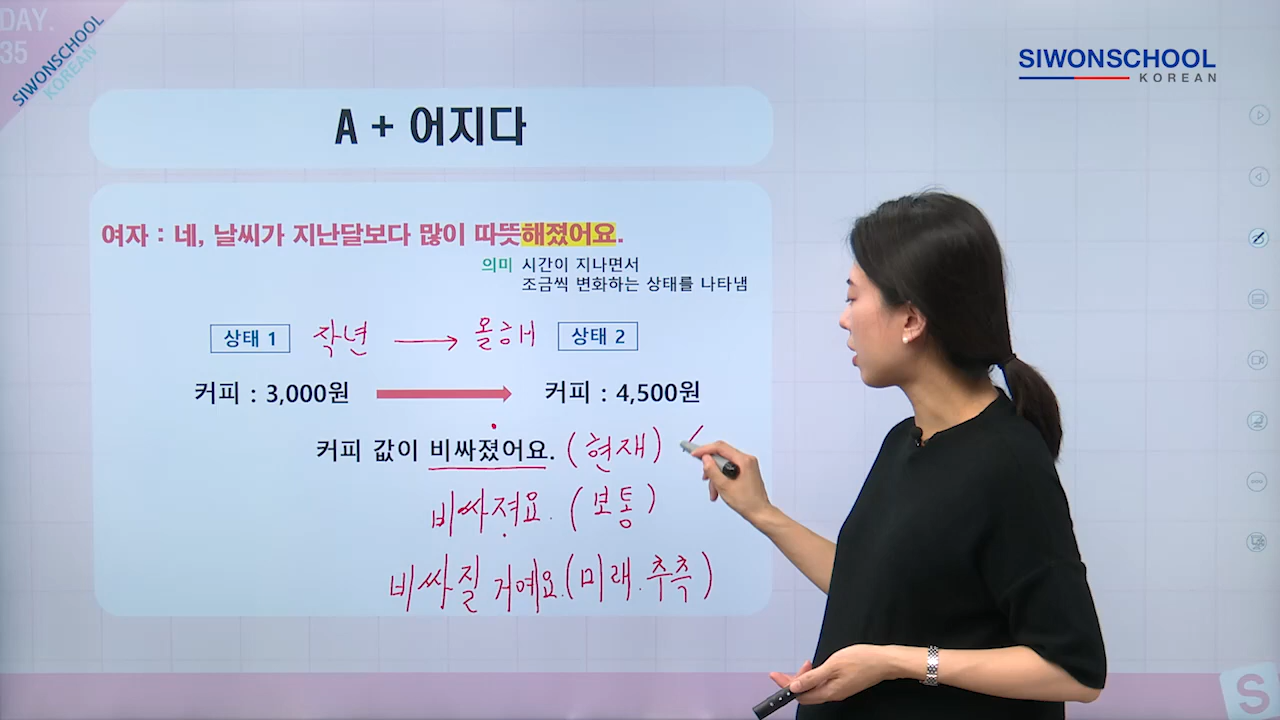 DAY.
35
SIWONSCHOOL
KOREAN
SIWONSCHOOL
KOREAN
A + 어지다
여자 : 네, 날씨가 지난달보다 많이 따뜻해졌어요.
의미 시간이 지나면서
조금씩 변화하는 상태를 나타냄
상태 1 작년 → 올해 상태 2
커피 : 3,000원 커피 : 4,500원
커피 값이 비싸졌어요. (현재)
비싸져요. (보통)
비싸질 거예요. (미래. 추측)
S